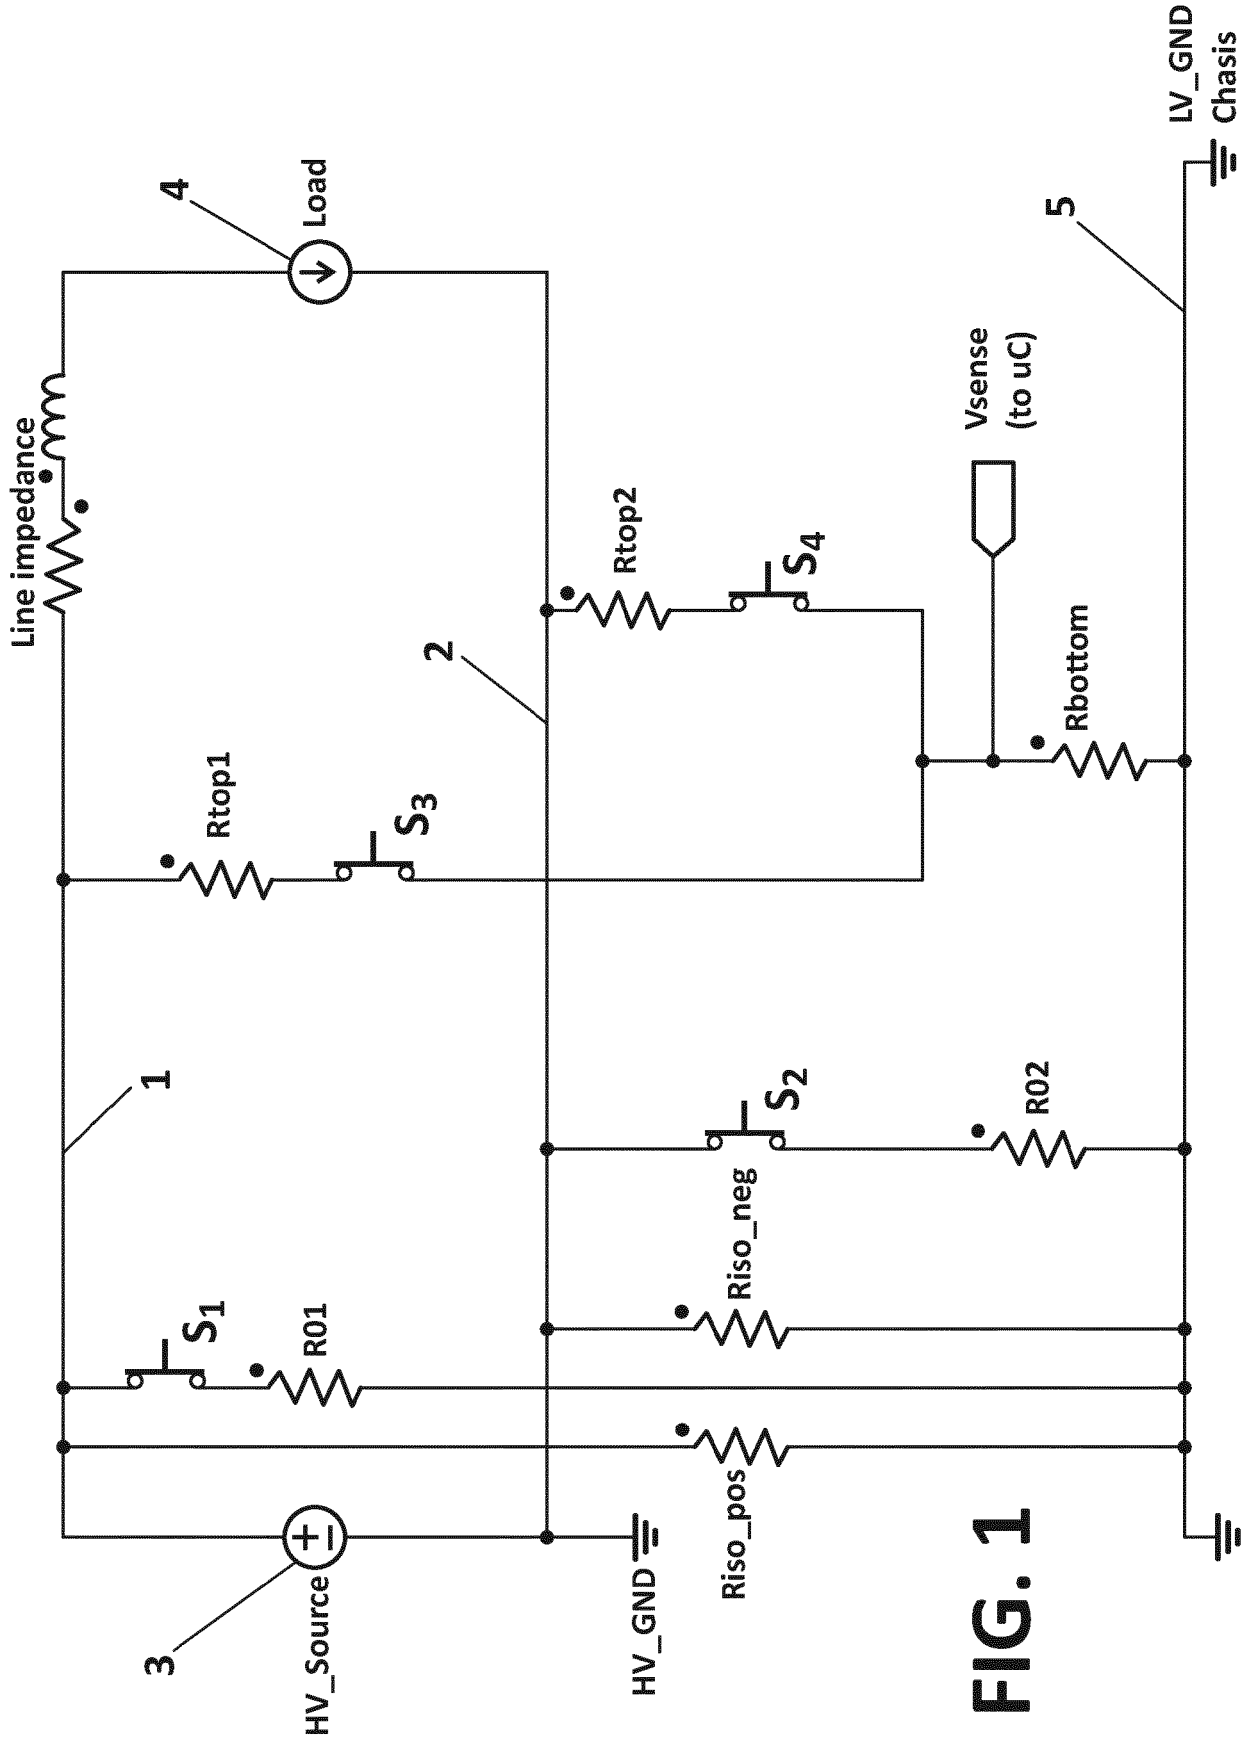 Line impedance
1
Rtop1
S3
4
Load
3
HV_Source
S1
R01
2
Rtop2
S4
HV_GND
Riso_pos
Riso_neg
S2
R02
Vsense
(to uC)
Rbottom
5
LV_GND
Chasis
FIG. 1